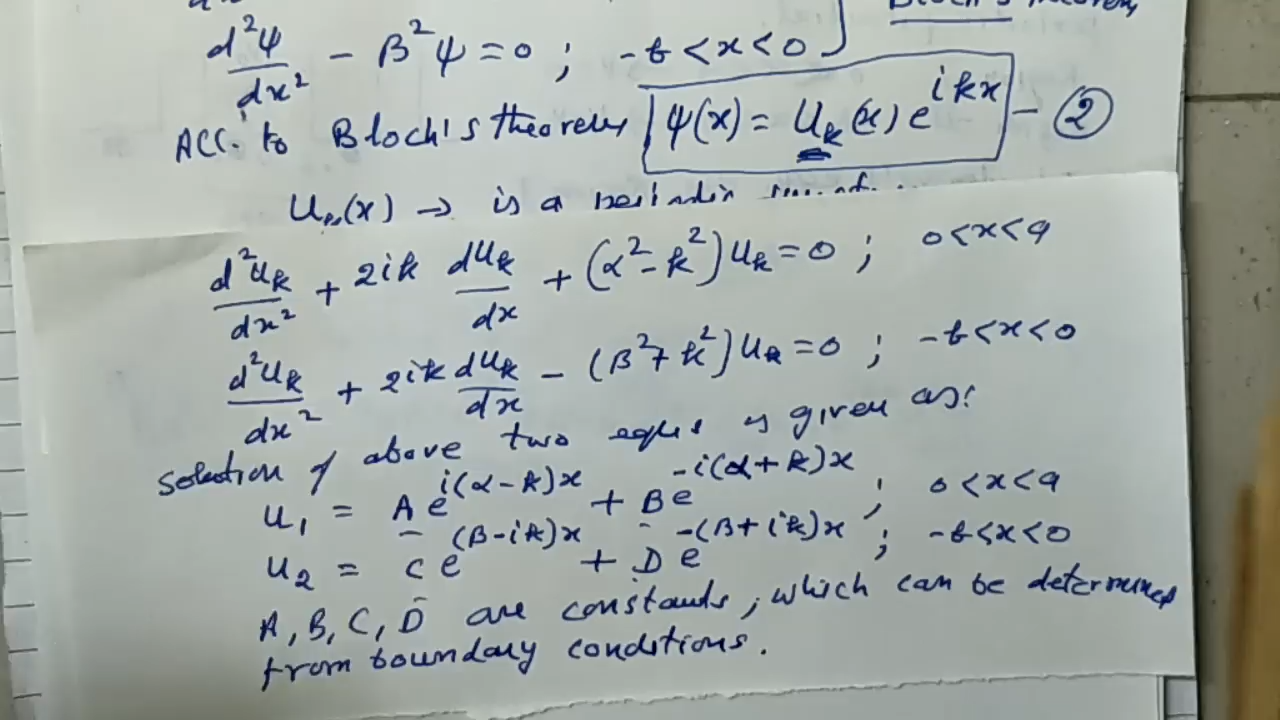 Bloch's theorem
d²ψ/dx² - β²ψ = 0 ; -b < x < 0
ACC. to Bloch's theorem ψ(x) = U_k(x) e^{ikx} - ②
U_k(x) → is a
d²u_k/dx² + 2ik du_k/dx + (α² - k²) u_k = 0 ; 0 < x < a
d²u_k/dx² + 2ik du_k/dx - (β² + k²) u_k = 0 ; -b < x < 0
solution of above two eqns is given as:
u₁ = A e^{i(α-k)x} + B e^{-i(α+k)x} ; 0 < x < a
u₂ = C e^{(β-ik)x} + D e^{-(β+ik)x} ; -b < x < 0
A, B, C, D are constants, which can be determined
from boundary conditions.